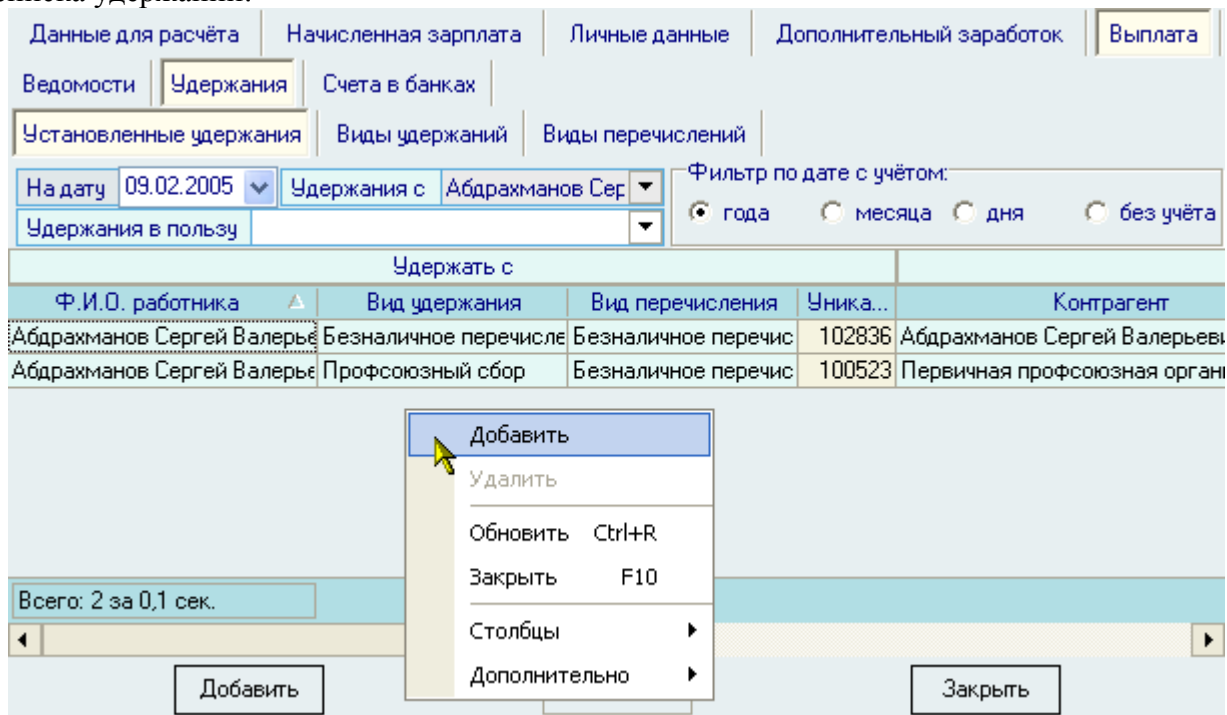 списка удержаний.
Данные для расчёта Начисленная зарплата Личные данные Дополнительный заработок Выплата
Ведомости Удержания Счета в банках
Установленные удержания Виды удержаний Виды перечислений
На дату 09.02.2005 Удержания с Абдрахманов Сер
Фильтр по дате с учётом:
года месяца дня без учёта
Удержания в пользу
Удержать с
Ф.И.О. работника Вид удержания Вид перечисления Уника... Контрагент
Абдрахманов Сергей Валерье Безналичное перечисле Безналичное перечис 102836 Абдрахманов Сергей Валерьеви
Абдрахманов Сергей Валерье Профсоюзный сбор Безналичное перечис 100523 Первичная профсоюзная органи
Добавить
Удалить
Обновить Ctrl+R
Закрыть F10
Столбцы
Дополнительно
Всего: 2 за 0,1 сек.
Добавить Закрыть